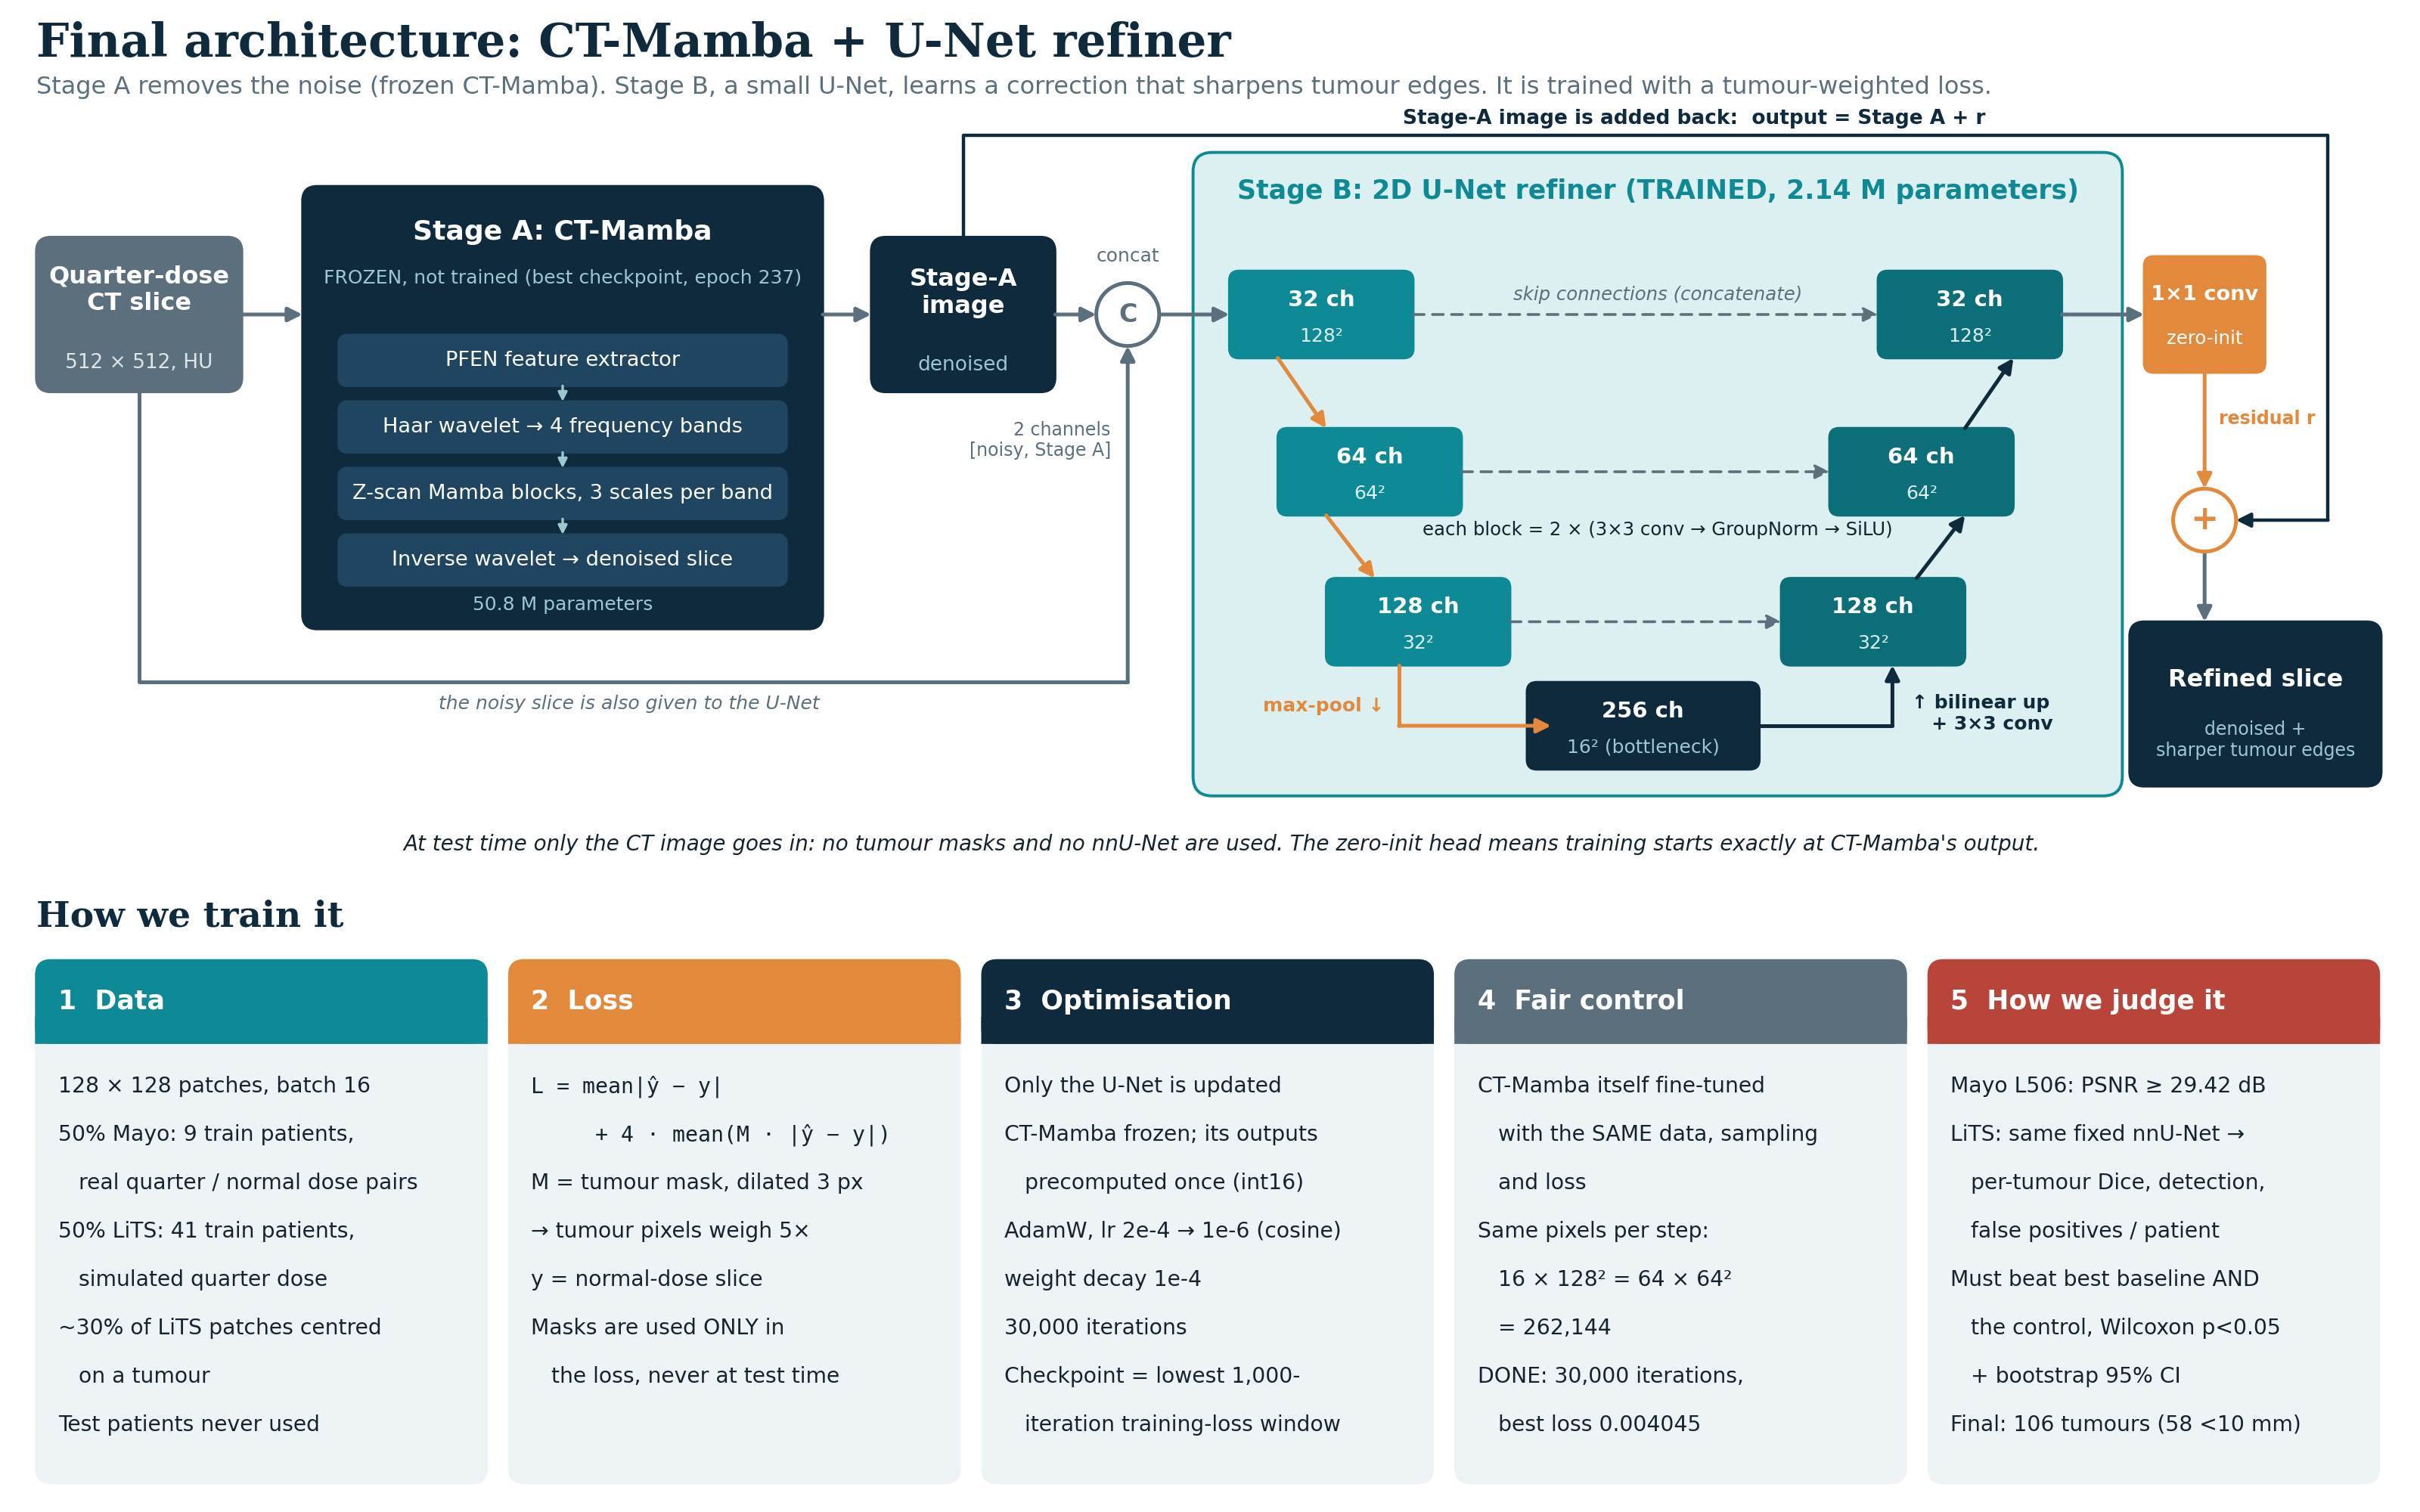 Final architecture: CT-Mamba + U-Net refiner
Stage A removes the noise (frozen CT-Mamba). Stage B, a small U-Net, learns a correction that sharpens tumour edges. It is trained with a tumour-weighted loss.
Stage-A image is added back:  output = Stage A + r
Quarter-dose
CT slice
512 × 512, HU
Stage A: CT-Mamba
FROZEN, not trained (best checkpoint, epoch 237)
PFEN feature extractor
Haar wavelet → 4 frequency bands
Z-scan Mamba blocks, 3 scales per band
Inverse wavelet → denoised slice
50.8 M parameters
the noisy slice is also given to the U-Net
Stage-A
image
denoised
concat
C
2 channels
[noisy, Stage A]
Stage B: 2D U-Net refiner (TRAINED, 2.14 M parameters)
32 ch
128²
skip connections (concatenate)
32 ch
128²
64 ch
64²
64 ch
64²
each block = 2 × (3×3 conv → GroupNorm → SiLU)
128 ch
32²
128 ch
32²
max-pool ↓
256 ch
16² (bottleneck)
↑ bilinear up
+ 3×3 conv
1×1 conv
zero-init
residual r
+
Refined slice
denoised +
sharper tumour edges
At test time only the CT image goes in: no tumour masks and no nnU-Net are used. The zero-init head means training starts exactly at CT-Mamba's output.
How we train it
1  Data
128 × 128 patches, batch 16
50% Mayo: 9 train patients,
real quarter / normal dose pairs
50% LiTS: 41 train patients,
simulated quarter dose
~30% of LiTS patches centred
on a tumour
Test patients never used
2  Loss
L = mean|ŷ − y|
+ 4 · mean(M · |ŷ − y|)
M = tumour mask, dilated 3 px
→ tumour pixels weigh 5×
y = normal-dose slice
Masks are used ONLY in
the loss, never at test time
3  Optimisation
Only the U-Net is updated
CT-Mamba frozen; its outputs
precomputed once (int16)
AdamW, lr 2e-4 → 1e-6 (cosine)
weight decay 1e-4
30,000 iterations
Checkpoint = lowest 1,000-
iteration training-loss window
4  Fair control
CT-Mamba itself fine-tuned
with the SAME data, sampling
and loss
Same pixels per step:
16 × 128² = 64 × 64²
= 262,144
DONE: 30,000 iterations,
best loss 0.004045
5  How we judge it
Mayo L506: PSNR ≥ 29.42 dB
LiTS: same fixed nnU-Net →
per-tumour Dice, detection,
false positives / patient
Must beat best baseline AND
the control, Wilcoxon p<0.05
+ bootstrap 95% CI
Final: 106 tumours (58 <10 mm)